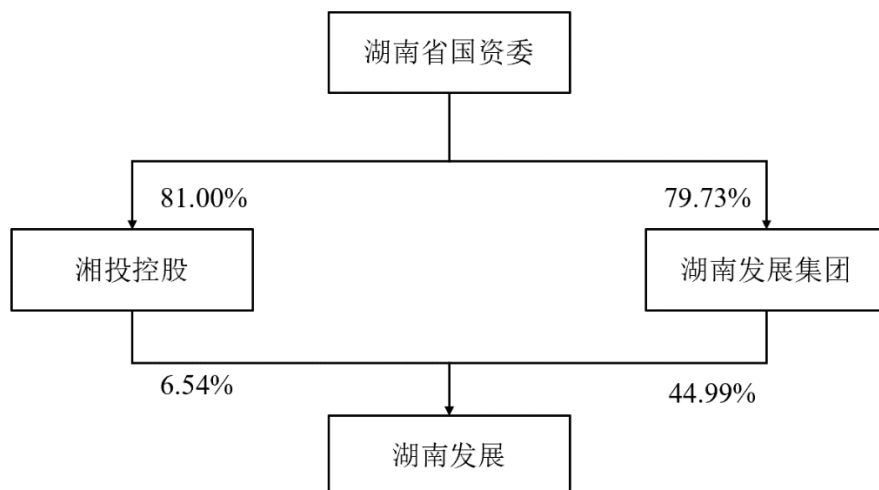 湖南省国资委
81.00%
79.73%
湘投控股
湖南发展集团
6.54%
44.99%
湖南发展